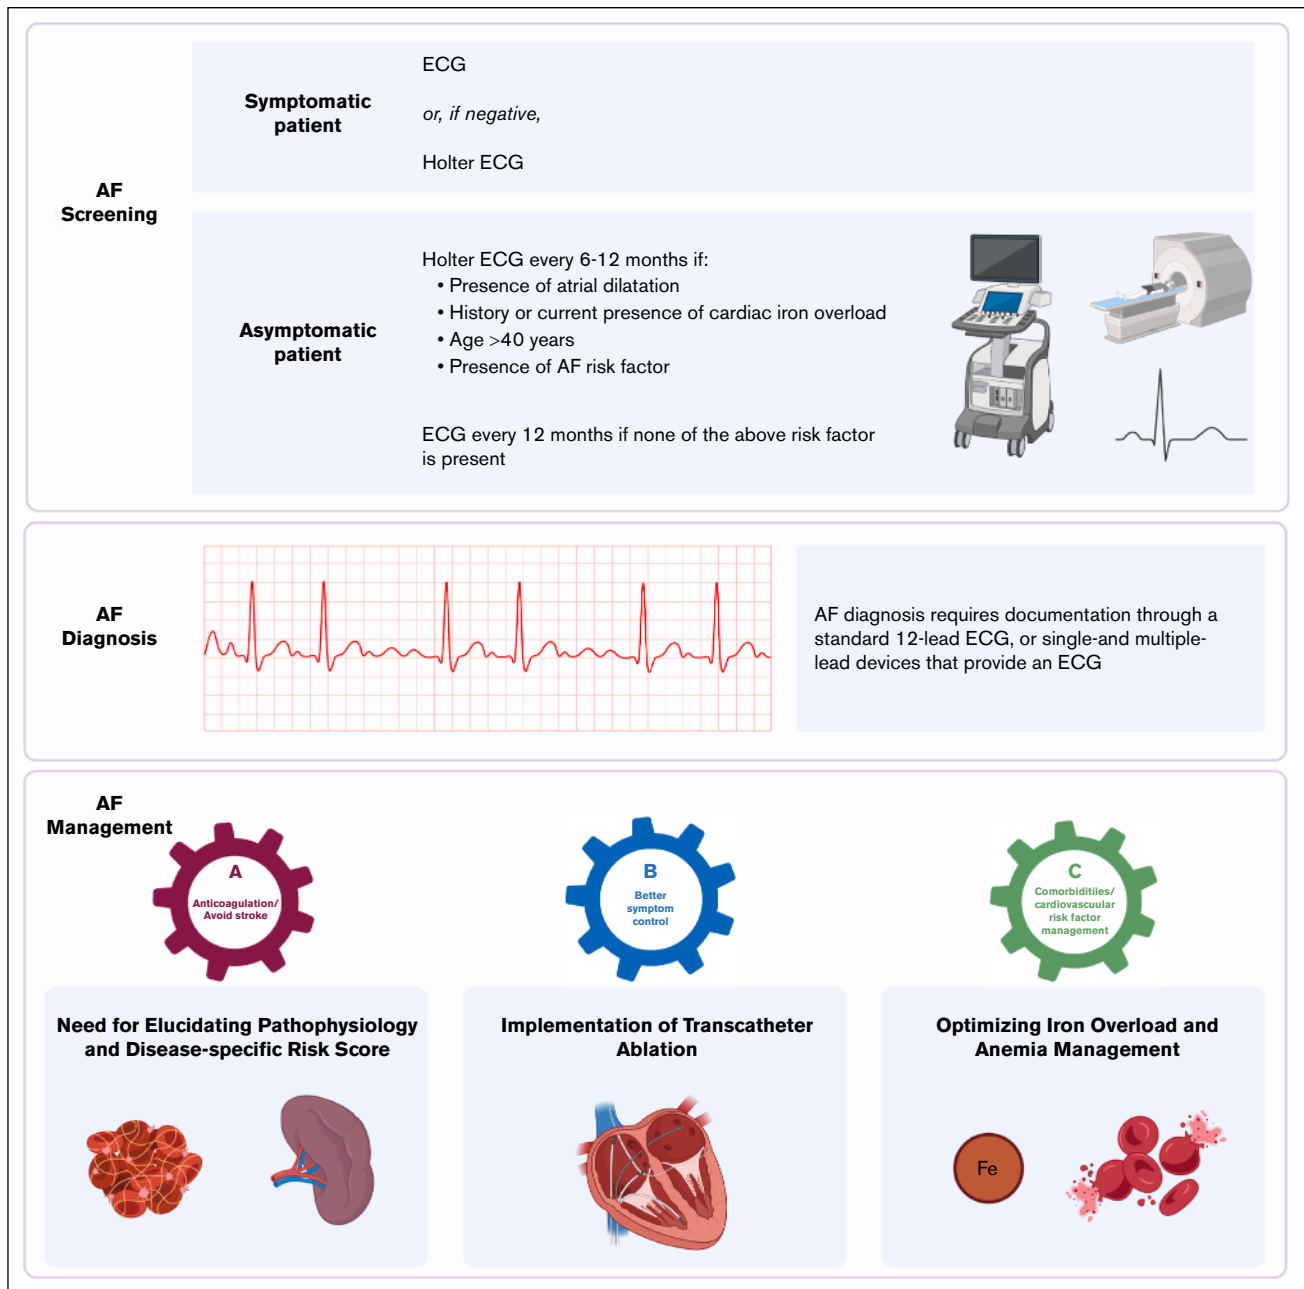 AF
Screening
Symptomatic
patient
ECG
or, if negative,
Holter ECG
Asymptomatic
patient
Holter ECG every 6-12 months if:
• Presence of atrial dilatation
• History or current presence of cardiac iron overload
• Age >40 years
• Presence of AF risk factor
ECG every 12 months if none of the above risk factor
is present
AF
Diagnosis
AF diagnosis requires documentation through a
standard 12-lead ECG, or single-and multiple-
lead devices that provide an ECG
AF
Management
A
Anticoagulation/
Avoid stroke
B
Better
symptom
control
C
Comorbiditiies/
cardiovascuular
risk factor
management
Need for Elucidating Pathophysiology
and Disease-specific Risk Score
Implementation of Transcatheter
Ablation
Optimizing Iron Overload and
Anemia Management
Fe